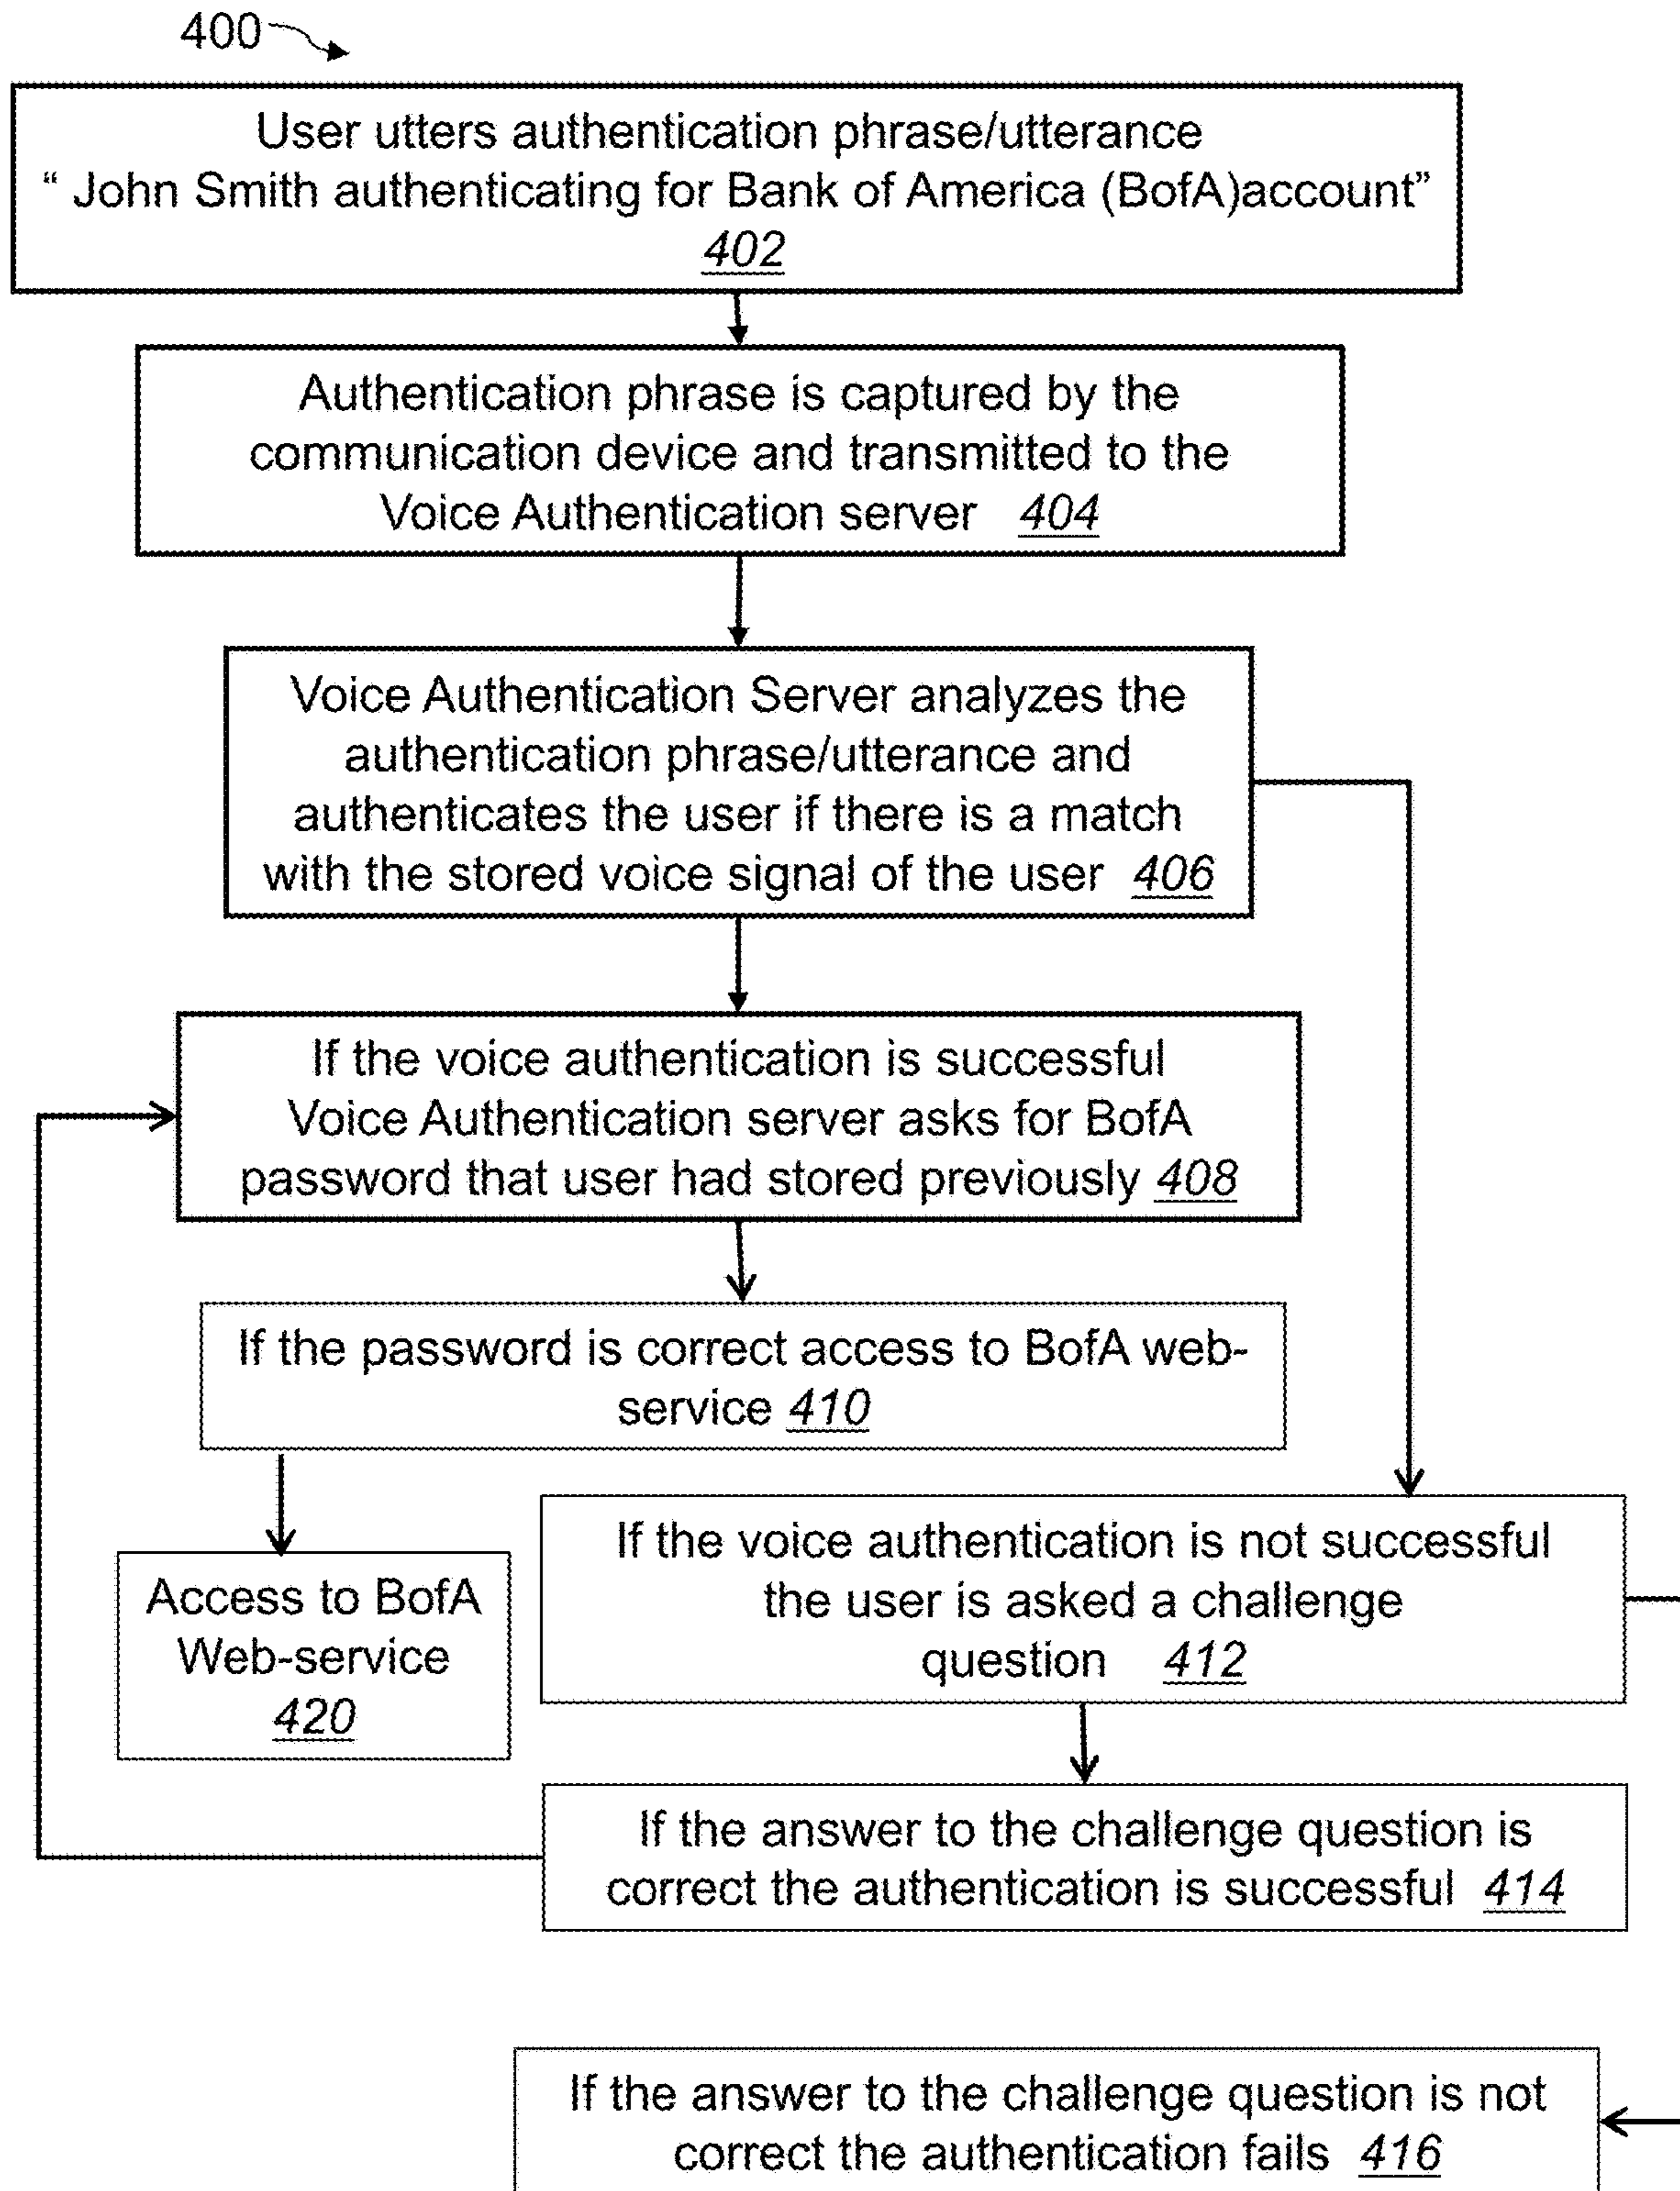 400
User utters authentication phrase/utterance
“ John Smith authenticating for Bank of America (BofA)account”
402
Authentication phrase is captured by the
communication device and transmitted to the
Voice Authentication server 404
Voice Authentication Server analyzes the
authentication phrase/utterance and
authenticates the user if there is a match
with the stored voice signal of the user 406
If the voice authentication is successful
Voice Authentication server asks for BofA
password that user had stored previously 408
If the password is correct access to BofA web-
service 410
Access to BofA
Web-service
420
If the voice authentication is not successful
the user is asked a challenge
question 412
If the answer to the challenge question is
correct the authentication is successful 414
If the answer to the challenge question is not
correct the authentication fails 416